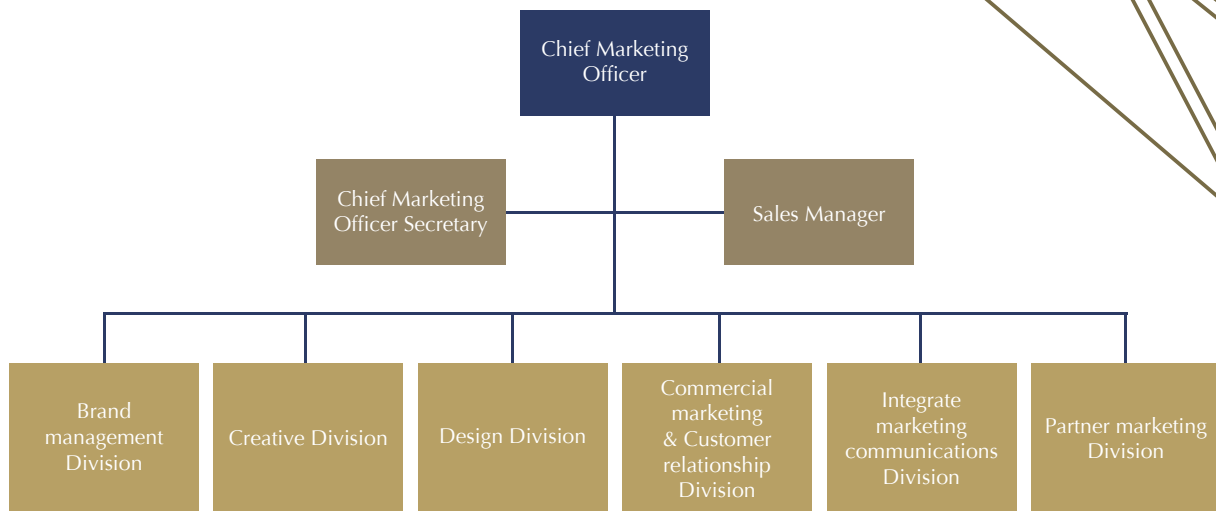 Chief Marketing
Officer
Chief Marketing
Officer Secretary
Sales Manager
Brand
management
Division
Creative Division
Design Division
Commercial
marketing
& Customer
relationship
Division
Integrate
marketing
communications
Division
Partner marketing
Division